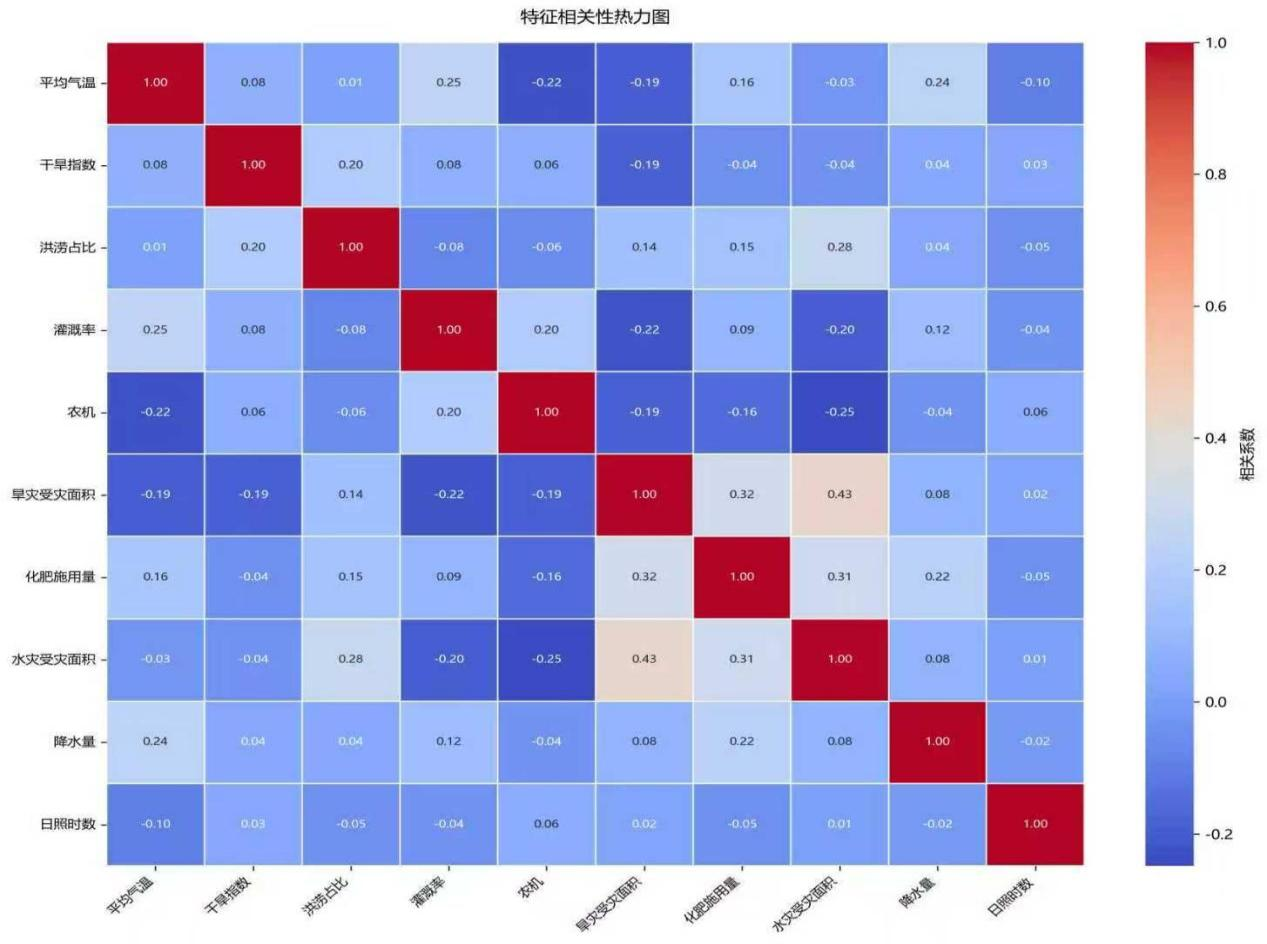 特征相关性热力图
平均气温 1.00 0.08 0.01 0.25 -0.22 -0.19 0.16 -0.03 0.24 -0.10
干旱指数 0.08 1.00 0.20 0.08 0.06 -0.19 -0.04 -0.04 0.04 0.03
洪涝占比 0.01 0.20 1.00 -0.08 -0.06 0.14 0.15 0.28 0.04 -0.05
灌溉率 0.25 0.08 -0.08 1.00 0.20 -0.22 0.09 -0.20 0.12 -0.04
农机 -0.22 0.06 -0.06 0.20 1.00 -0.19 -0.16 -0.25 -0.04 0.06
旱灾受灾面积 -0.19 -0.19 0.14 -0.22 -0.19 1.00 0.32 0.43 0.08 0.02
化肥施用量 0.16 -0.04 0.15 0.09 -0.16 0.32 1.00 0.31 0.22 -0.05
水灾受灾面积 -0.03 -0.04 0.28 -0.20 -0.25 0.43 0.31 1.00 0.08 0.01
降水量 0.24 0.04 0.04 0.12 -0.04 0.08 0.22 0.08 1.00 -0.02
日照时数 -0.10 0.03 -0.05 -0.04 0.06 0.02 -0.05 0.01 -0.02 1.00
平均气温 干旱指数 洪涝占比 灌溉率 农机 旱灾受灾面积 化肥施用量 水灾受灾面积 降水量 日照时数
1.0
0.8
0.6
0.4
0.2
0.0
-0.2
相关系数